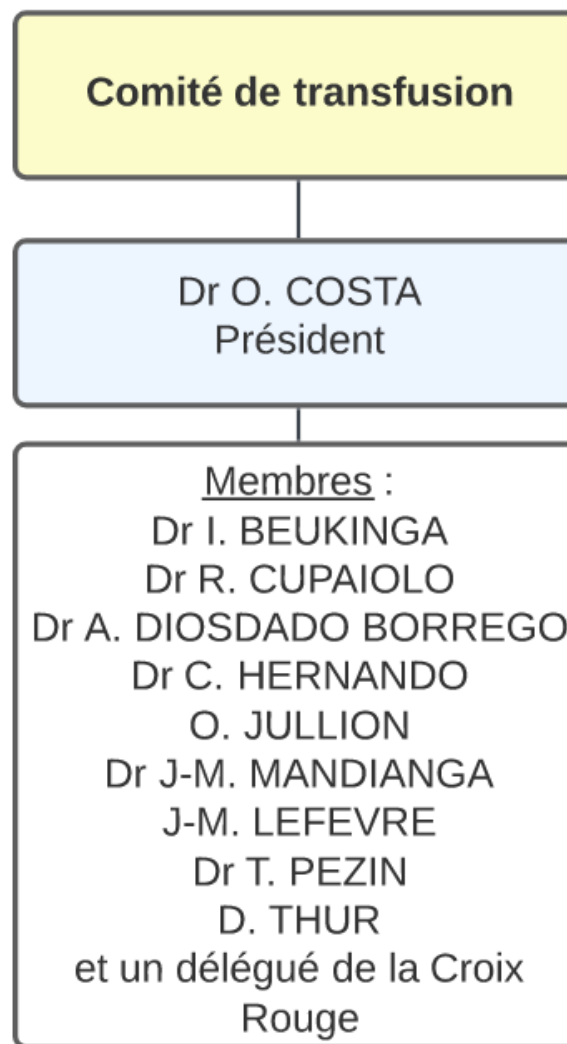 Comité de transfusion
Dr O. COSTA
Président
Membres :
Dr I. BEUKINGA
Dr R. CUPAIOLO
Dr A. DIOSDADO BORREGO
Dr C. HERNANDO
O. JULLION
Dr J-M. MANDIANGA
J-M. LEFEVRE
Dr T. PEZIN
D. THUR
et un délégué de la Croix
Rouge